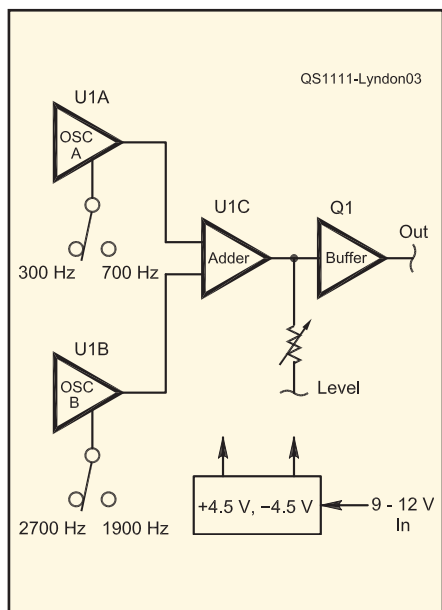 QS1111-Lyndon03
U1A
OSC
A
300 Hz 700 Hz
U1C
Adder
Q1
Buffer
Out
Level
U1B
OSC
B
2700 Hz 1900 Hz
+4.5 V, −4.5 V
9 - 12 V
In